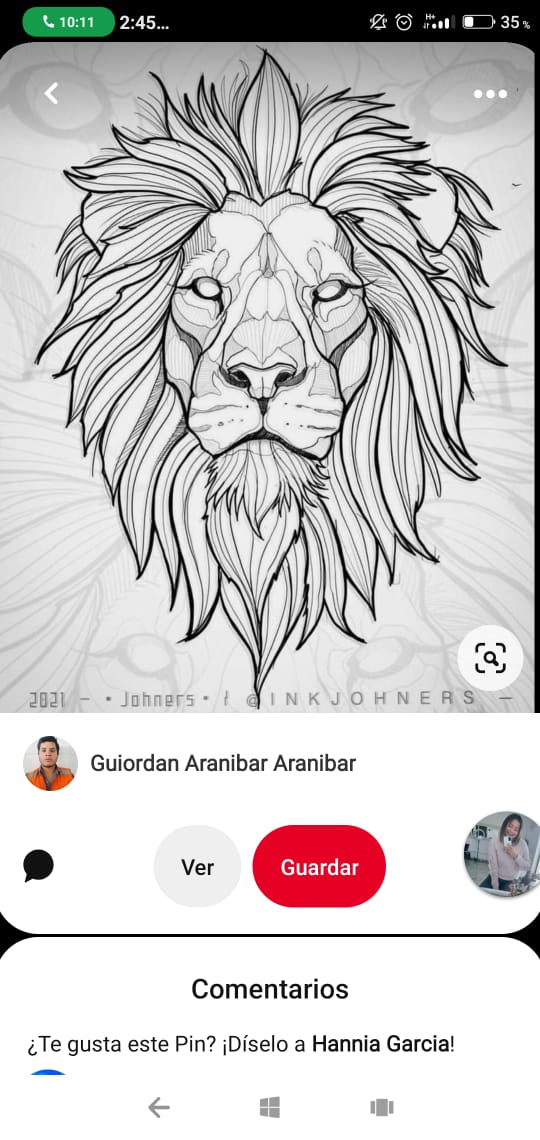 10:11 2:45... H+ 35%
2021 – • Johners • { @INKJOHNERS –
Guiordan Aranibar Aranibar
Ver Guardar
Comentarios
¿Te gusta este Pin? ¡Díselo a Hannia Garcia!